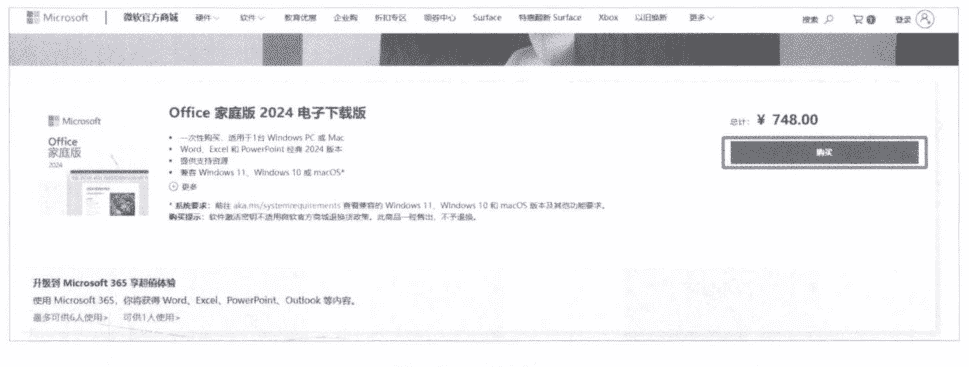 Microsoft | 微软官方商城 硬件 软件 教育优惠 企业购 折扣专区 领券中心 Surface 特惠翻新 Surface Xbox 以旧焕新 更多 搜索 登录
Microsoft
Office
家庭版
2024
Office 家庭版 2024 电子下载版
• 一次性购买，适用于1台 Windows PC 或 Mac
• Word、Excel 和 PowerPoint 经典 2024 版本
• 提供支持资源
• 兼容 Windows 11、Windows 10 或 macOS*
更多
* 系统要求：前往 aka.ms/systemrequirements 查看兼容的 Windows 11、Windows 10 和 macOS 版本及其他功能要求。
购买提示：软件激活密钥不适用微软官方商城退换货政策。此商品一经售出，不予退换。
总计： ¥ 748.00
购买
升级到 Microsoft 365 享超值体验
使用 Microsoft 365，你将获得 Word、Excel、PowerPoint、Outlook 等内容。
最多可供6人使用> 可供1人使用>